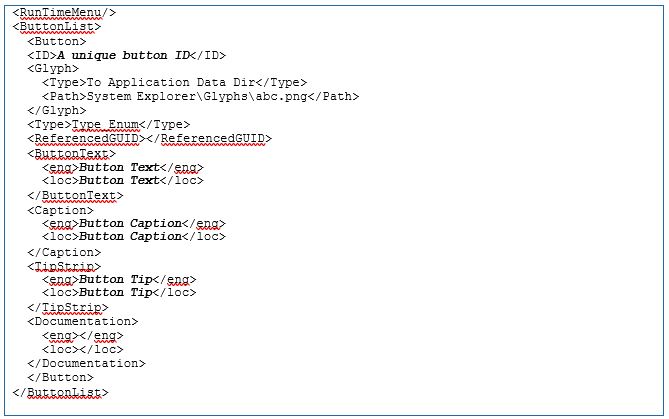 <RunTimeMenu/>
<ButtonList>
<Button>
<ID>A unique button ID</ID>
<Glyph>
<Type>To Application Data Dir</Type>
<Path>System Explorer\Glyphs\abc.png</Path>
</Glyph>
<Type>Type_Enum</Type>
<ReferencedGUID></ReferencedGUID>
<ButtonText>
<eng>Button Text</eng>
<loc>Button Text</loc>
</ButtonText>
<Caption>
<eng>Button Caption</eng>
<loc>Button Caption</loc>
</Caption>
<TipStrip>
<eng>Button Tip</eng>
<loc>Button Tip</loc>
</TipStrip>
<Documentation>
<eng></eng>
<loc></loc>
</Documentation>
</Button>
</ButtonList>